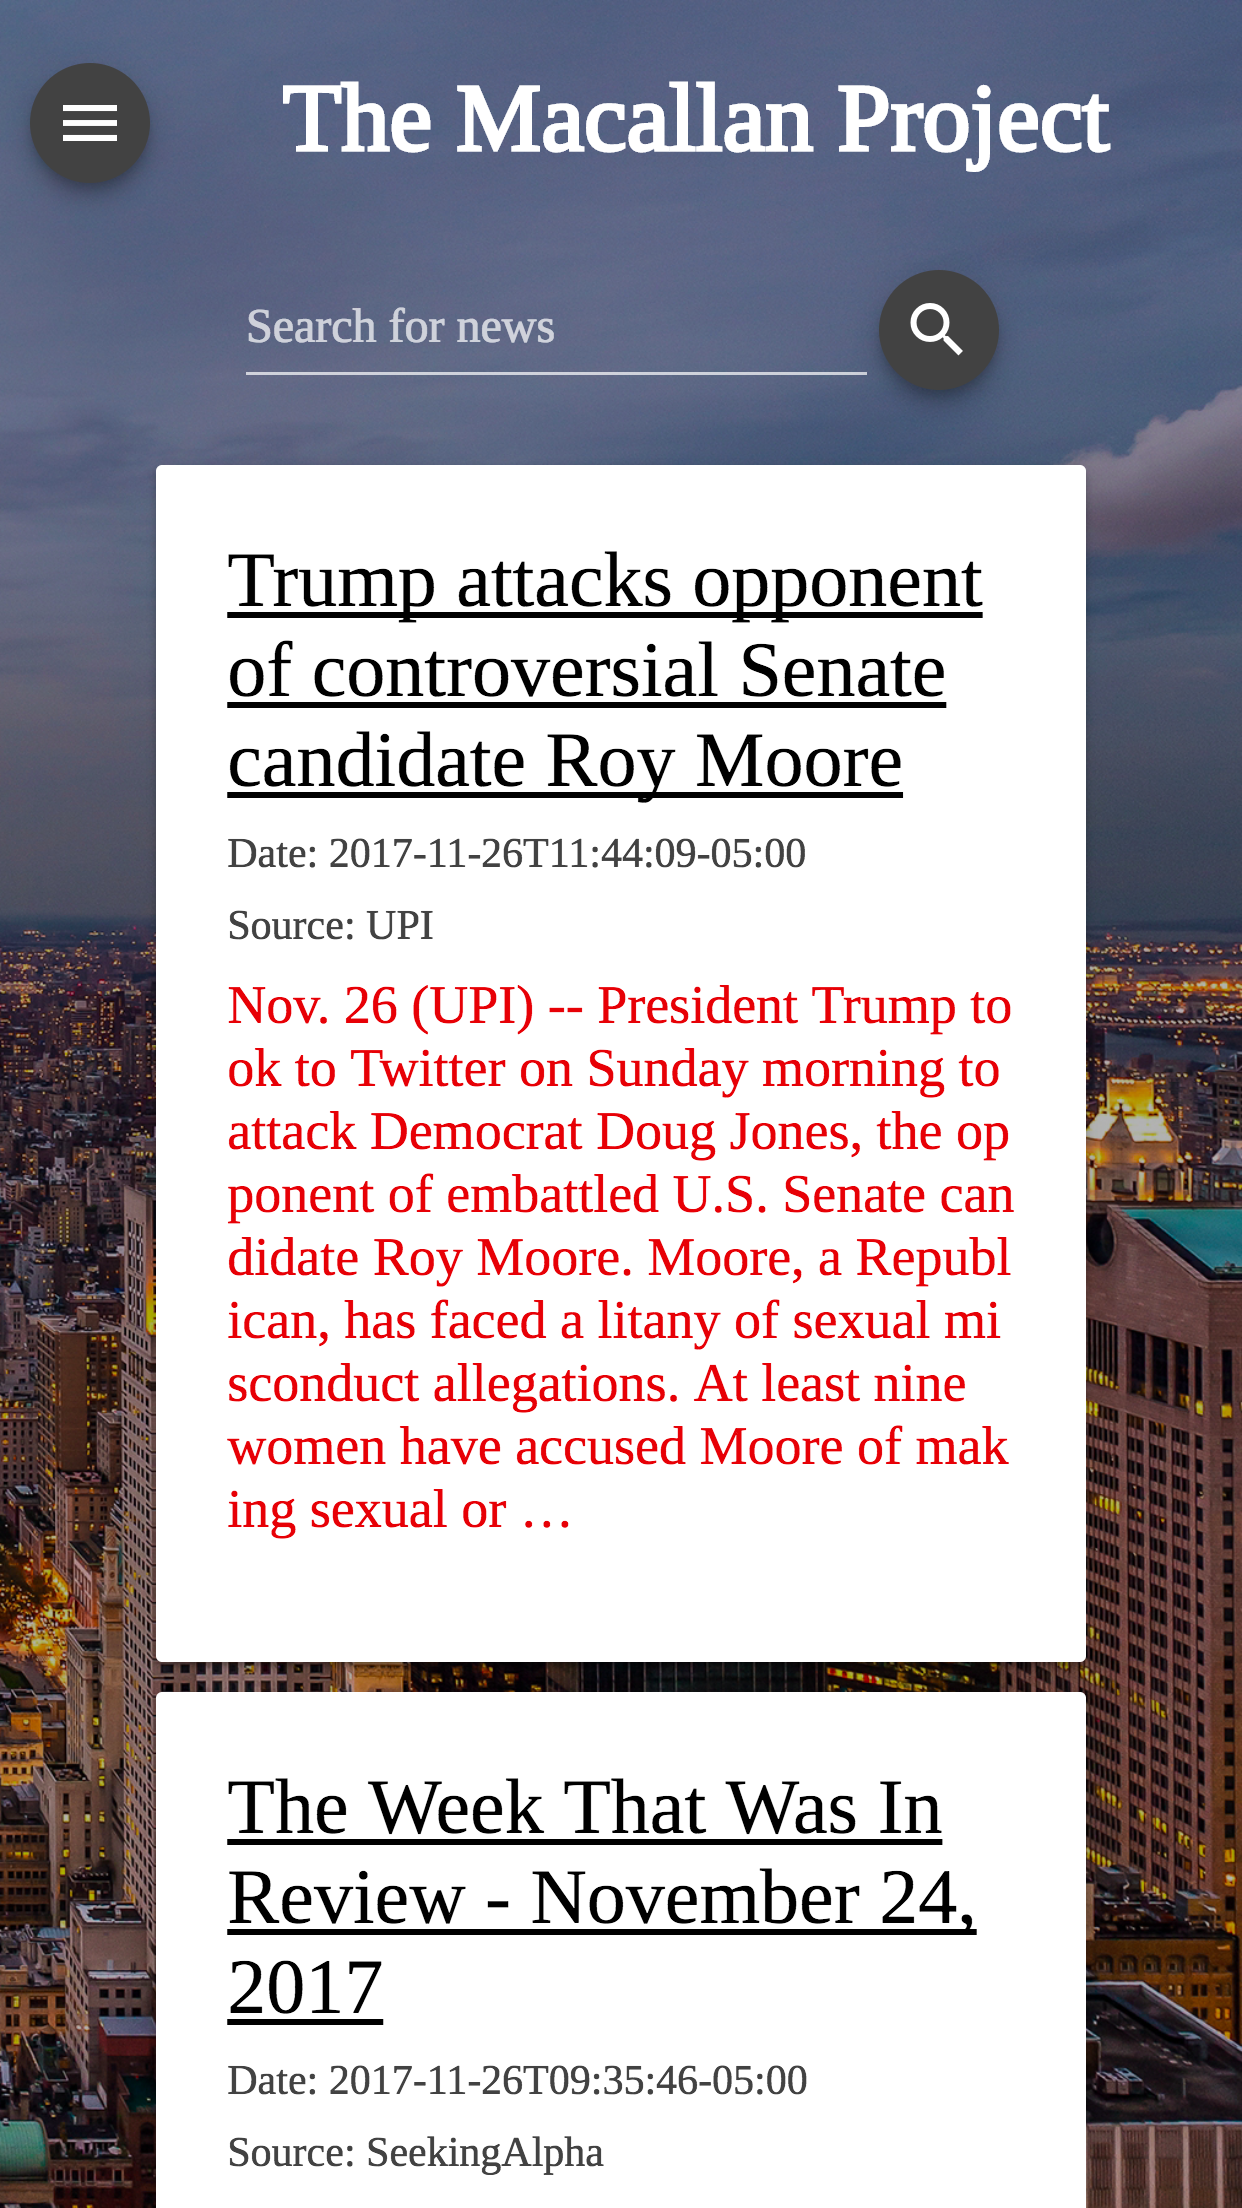 The Macallan Project
Search for news
Trump attacks opponent
of controversial Senate
candidate Roy Moore
Date: 2017-11-26T11:44:09-05:00
Source: UPI
Nov. 26 (UPI) -- President Trump to
ok to Twitter on Sunday morning to
attack Democrat Doug Jones, the op
ponent of embattled U.S. Senate can
didate Roy Moore. Moore, a Republ
ican, has faced a litany of sexual mi
sconduct allegations. At least nine
women have accused Moore of mak
ing sexual or …
The Week That Was In
Review - November 24,
2017
Date: 2017-11-26T09:35:46-05:00
Source: SeekingAlpha